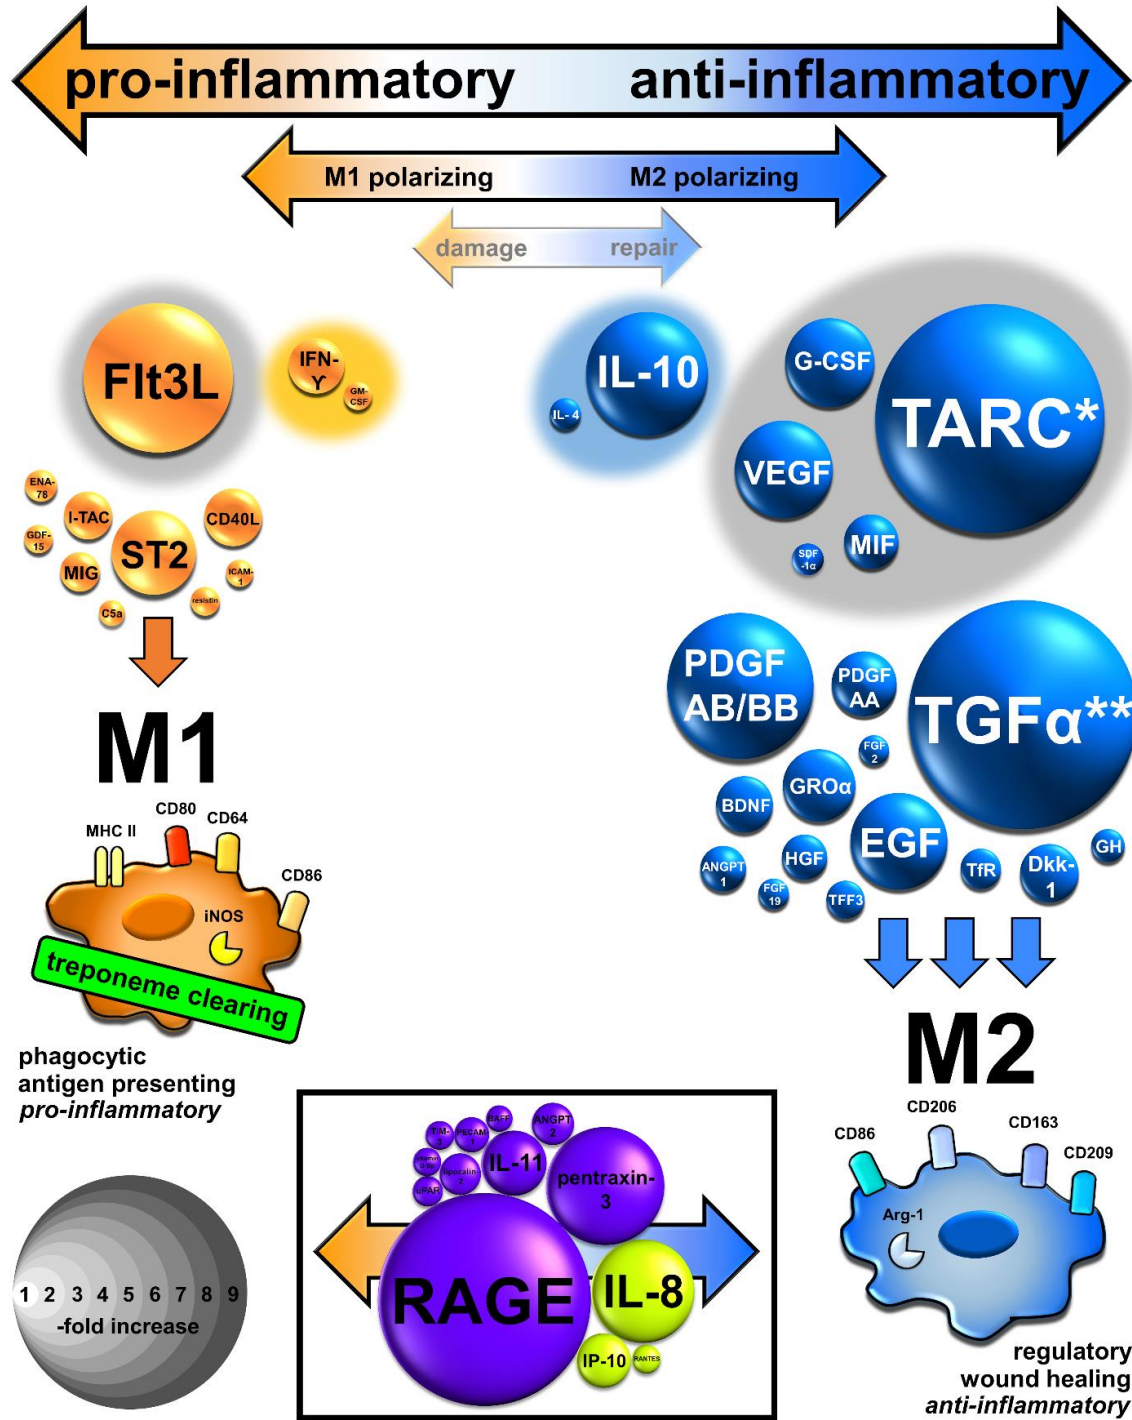 pro-inflammatory
anti-inflammatory
M1 polarizing
M2 polarizing
damage
repair
Flt3L
IFN-
γ
GM-
CSF
IL-10
IL- 4
G-CSF
TARC*
VEGF
SDF
-1α
MIF
ENA-
78
I-TAC
CD40L
GDF-
15
ST2
MIG
ICAM-
1
C5a
resistin
PDGF
AB/BB
PDGF
AA
TGFα**
FGF
2
BDNF
GROα
EGF
ANGPT
1
HGF
FGF
19
TFF3
TfR
Dkk-
1
GH
M1
MHC II
CD80
CD64
CD86
iNOS
treponeme clearing
phagocytic
antigen presenting
pro-inflammatory
M2
CD86
CD206
CD163
CD209
Arg-1
regulatory
wound healing
anti-inflammatory
1 2 3 4 5 6 7 8 9
-fold increase
TIM-
3
PECAM-
1
BAFF
ANGPT
2
lipocalin-
2
uPAR
IL-11
pentraxin-
3
RAGE
IL-8
IP-10
RANTES